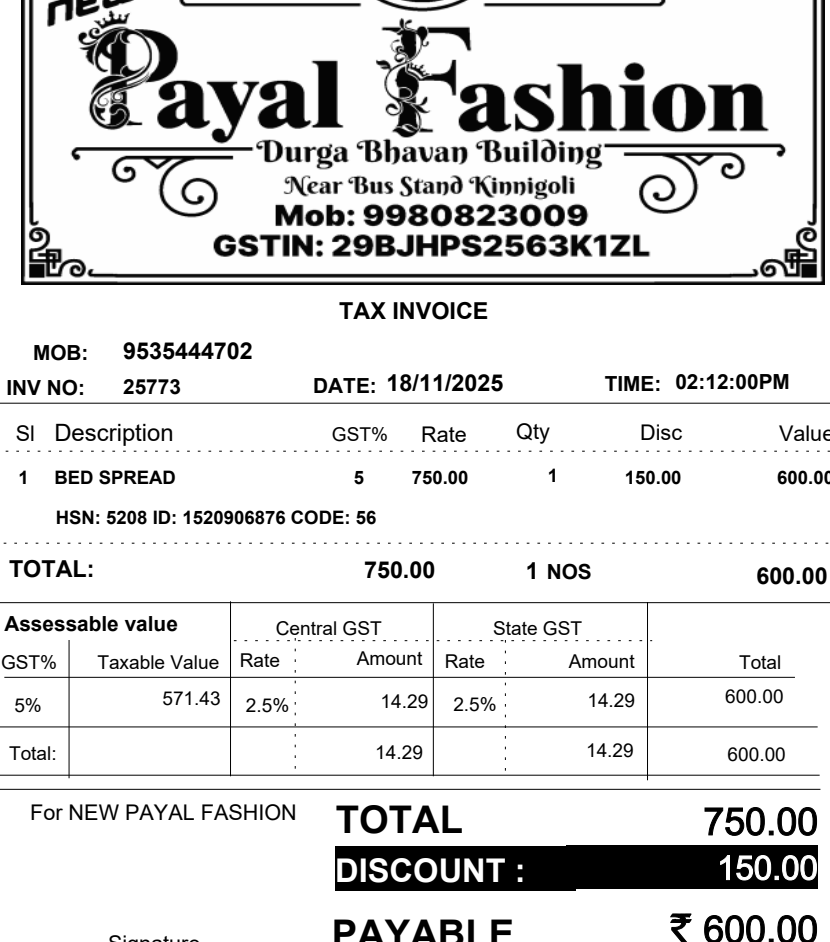 new
Payal Fashion
Durga Bhavan Building
Near Bus Stand Kinnigoli
Mob: 9980823009
GSTIN: 29BJHPS2563K1ZL
TAX INVOICE
MOB: 9535444702
INV NO: 25773 DATE: 18/11/2025 TIME: 02:12:00PM
Sl Description GST% Rate Qty Disc Value
1 BED SPREAD 5 750.00 1 150.00 600.00
HSN: 5208 ID: 1520906876 CODE: 56
TOTAL: 750.00 1 NOS 600.00
Assessable value Central GST State GST
GST% Taxable Value Rate Amount Rate Amount Total
5% 571.43 2.5% 14.29 2.5% 14.29 600.00
Total: 14.29 14.29 600.00
For NEW PAYAL FASHION TOTAL 750.00
DISCOUNT : 150.00
Signature PAYABLE ₹ 600.00